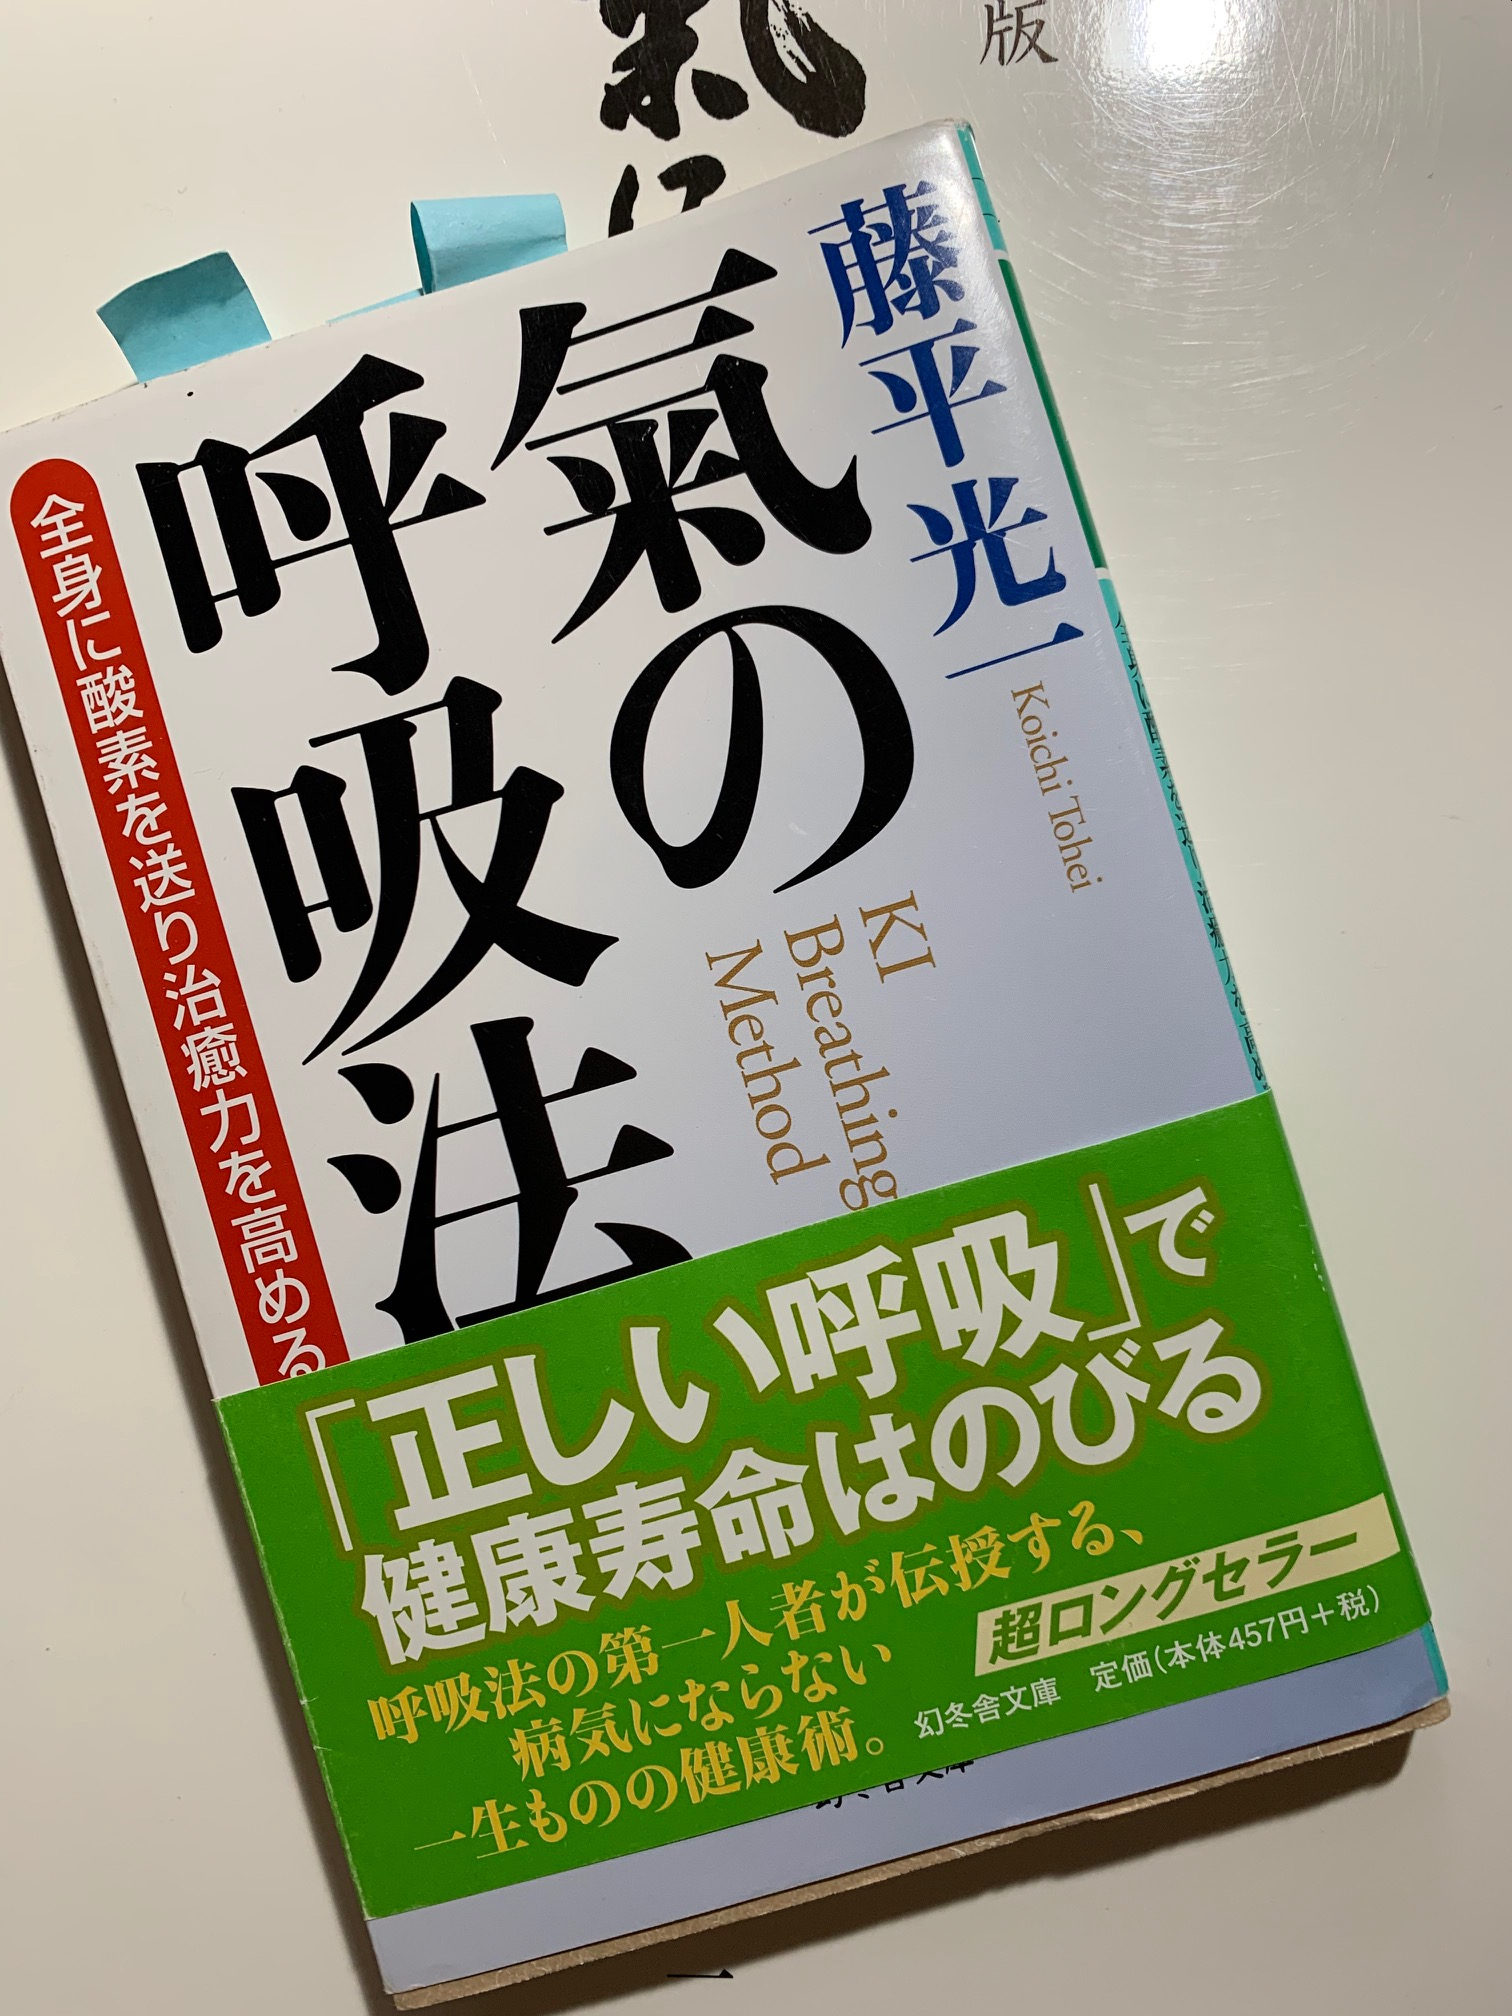 版
氣に
藤平光一
Koichi Tohei
氣の
呼吸法
KI
Breathing
Method
全身に酸素を送り治癒力を高める
「正しい呼吸」で
健康寿命はのびる
呼吸法の第一人者が伝授する、
病気にならない
一生ものの健康術。
超ロングセラー
幻冬舎文庫 定価(本体457円+税)